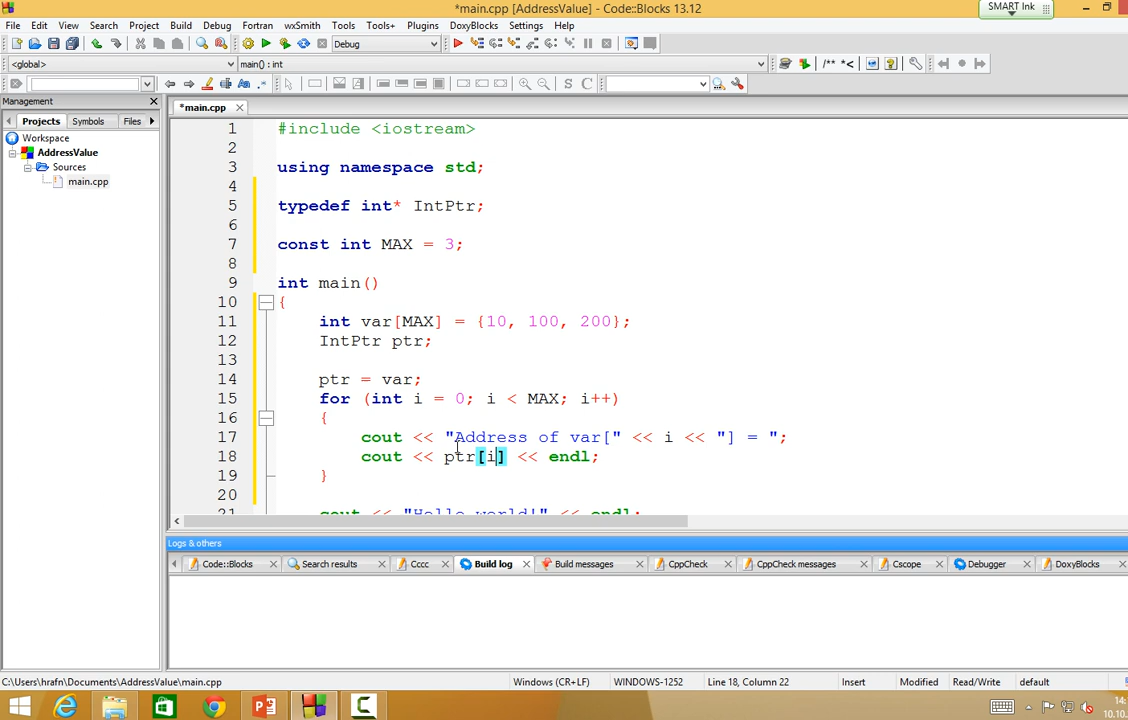 *main.cpp [AddressValue] - Code::Blocks 13.12
SMART Ink
File Edit View Search Project Build Debug Fortran wxSmith Tools Tools+ Plugins DoxyBlocks Settings Help
Debug
<global> main() : int
/** *<
S C
Management
*main.cpp
Projects Symbols Files
Workspace
AddressValue
Sources
main.cpp
1 #include <iostream>
2
3 using namespace std;
4
5 typedef int* IntPtr;
6
7 const int MAX = 3;
8
9 int main()
10 {
11 int var[MAX] = {10, 100, 200};
12 IntPtr ptr;
13
14 ptr = var;
15 for (int i = 0; i < MAX; i++)
16 {
17 cout << "Address of var[" << i << "] = ";
18 cout << ptr[i] << endl;
19 }
20
21 cout << "Hello world!" << endl;
Logs & others
Code::Blocks Search results Cccc Build log Build messages CppCheck CppCheck messages Cscope Debugger DoxyBlocks
C:\Users\hrafn\Documents\AddressValue\main.cpp Windows (CR+LF) WINDOWS-1252 Line 18, Column 22 Insert Modified Read/Write default
14:
10.10.